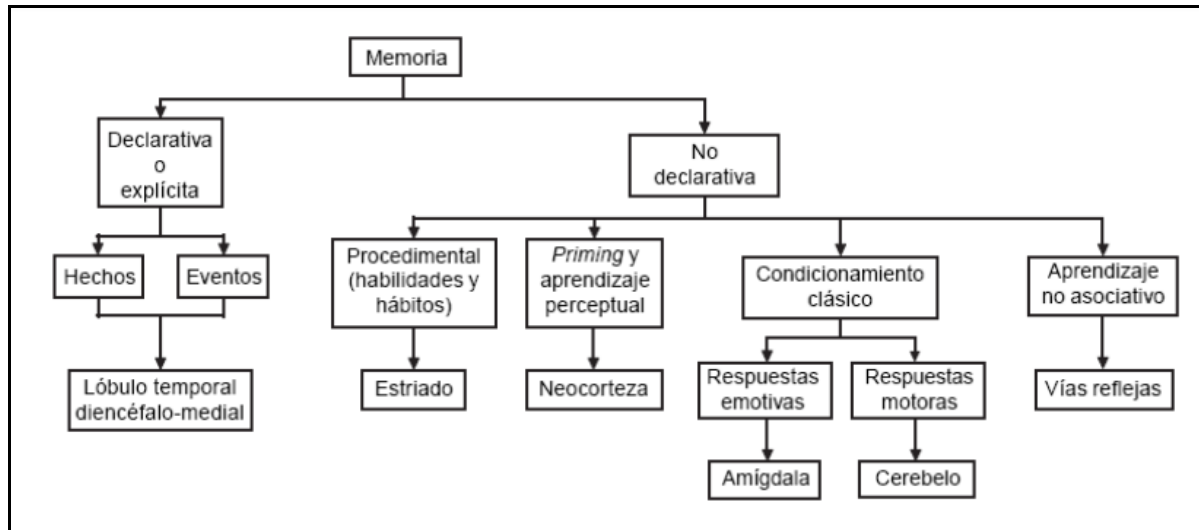 Memoria
Declarativa
o
explícita
No
declarativa
Hechos
Eventos
Procedimental
(habilidades y
hábitos)
Priming y
aprendizaje
perceptual
Condicionamiento
clásico
Aprendizaje
no asociativo
Lóbulo temporal
diencéfalo-medial
Estriado
Neocorteza
Respuestas
emotivas
Respuestas
motoras
Vías reflejas
Amígdala
Cerebelo